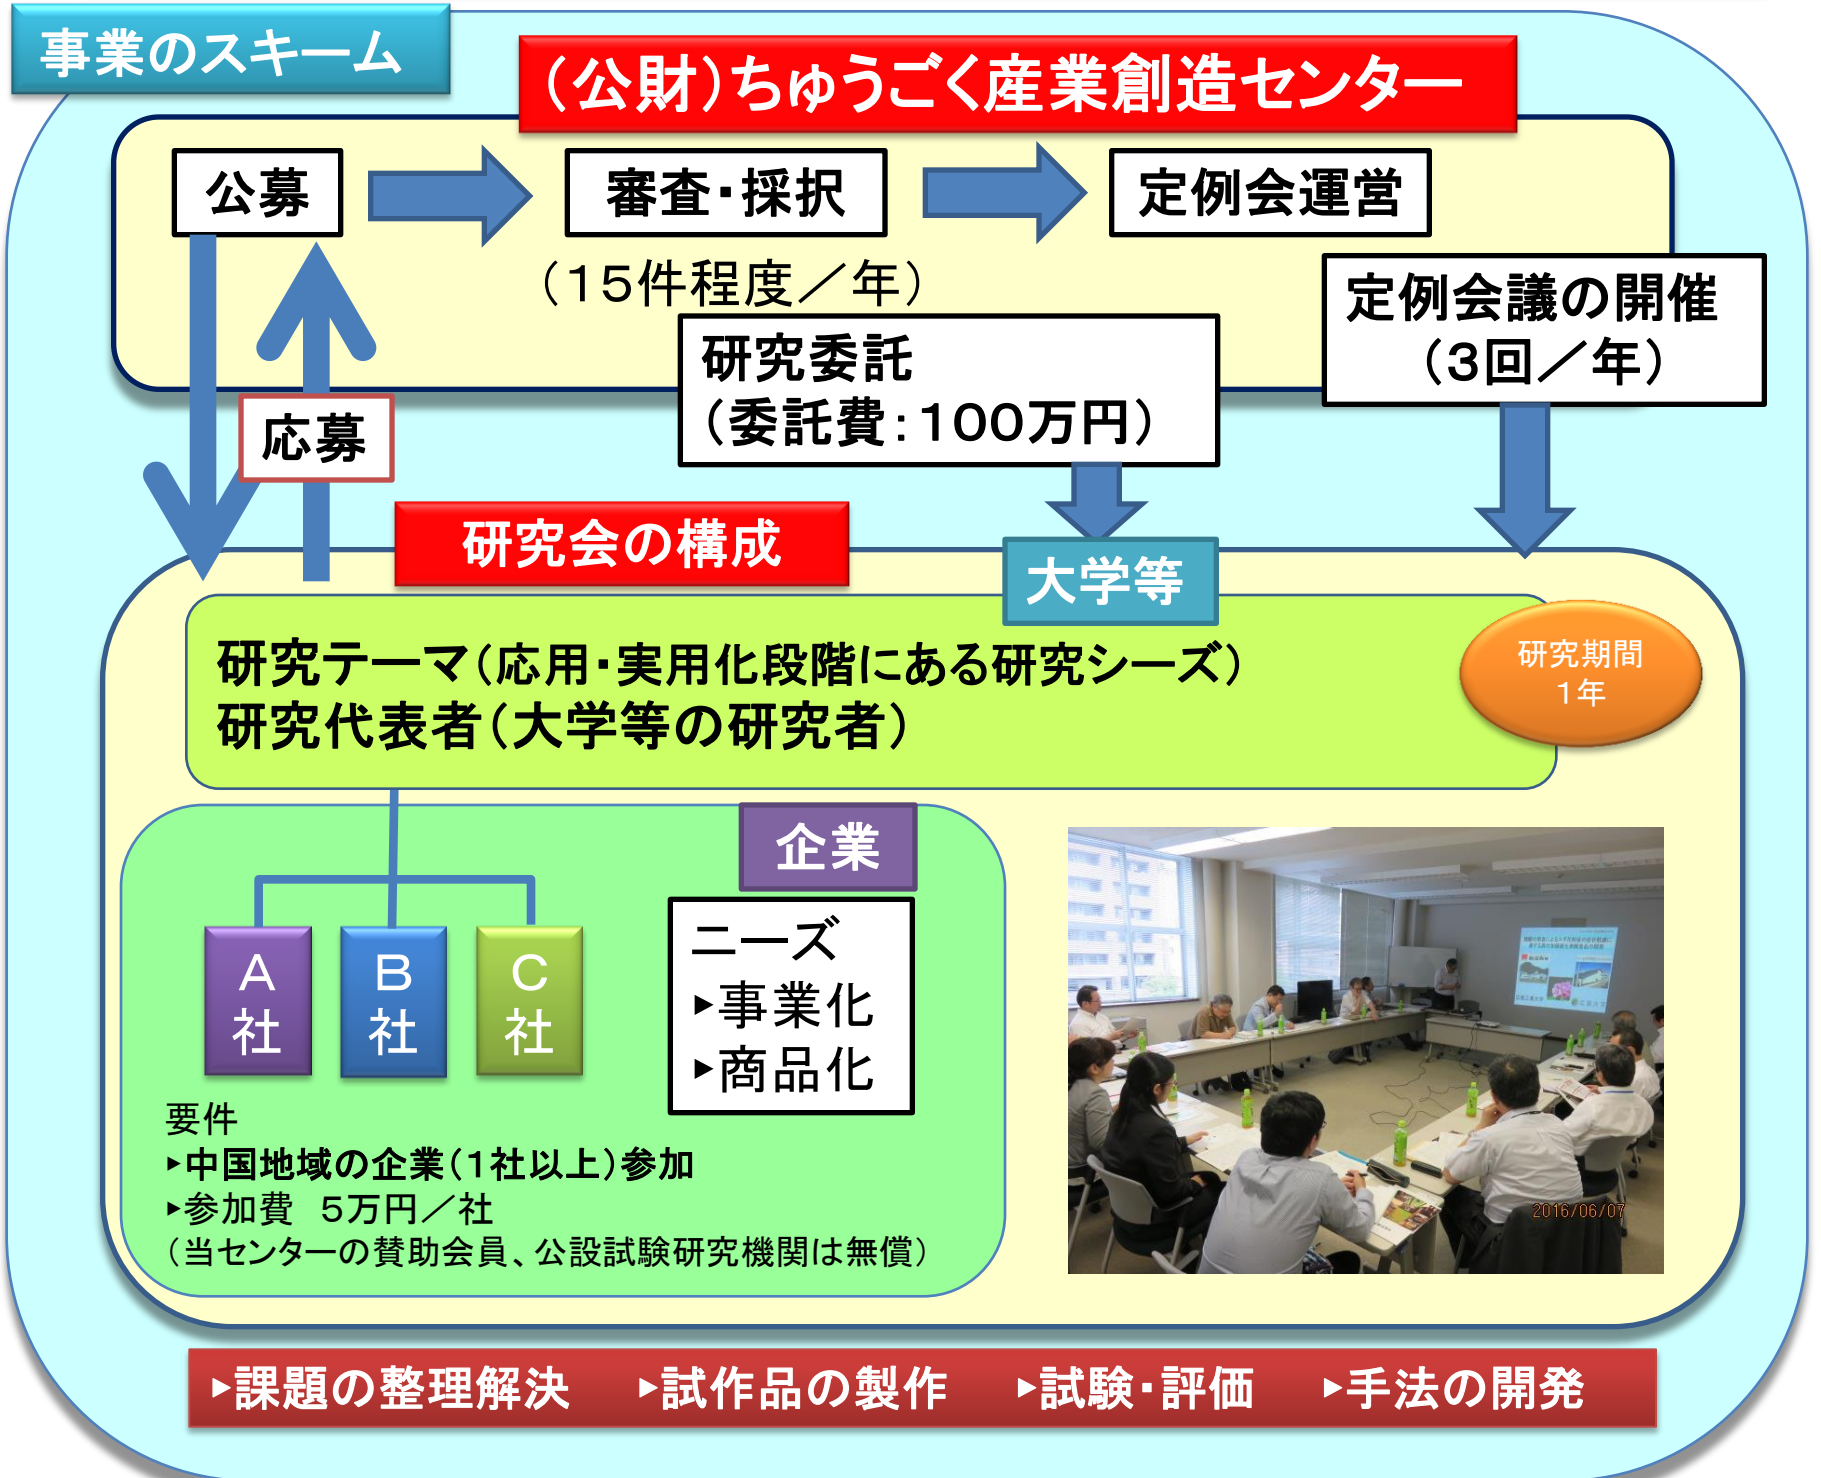 事業のスキーム
（公財）ちゅうごく産業創造センター
公募
審査・採択
定例会運営
（１５件程度／年）
定例会議の開催
（３回／年）
研究委託
（委託費：１００万円）
応募
研究会の構成
大学等
研究テーマ（応用・実用化段階にある研究シーズ）
研究代表者（大学等の研究者）
研究期間
１年
企業
A
社
B
社
C
社
ニーズ
▸事業化
▸商品化
要件
▸中国地域の企業（１社以上）参加
▸参加費　５万円／社
（当センターの賛助会員、公設試験研究機関は無償）
2016/06/07
▸課題の整理解決　▸試作品の製作　▸試験・評価　▸手法の開発